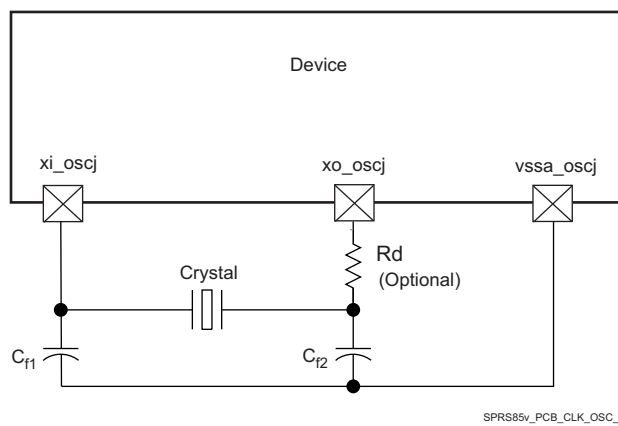 Device
xi_oscj
xo_oscj
vssa_oscj
Rd
(Optional)
Crystal
Cf1
Cf2
SPRS85v_PCB_CLK_OSC_